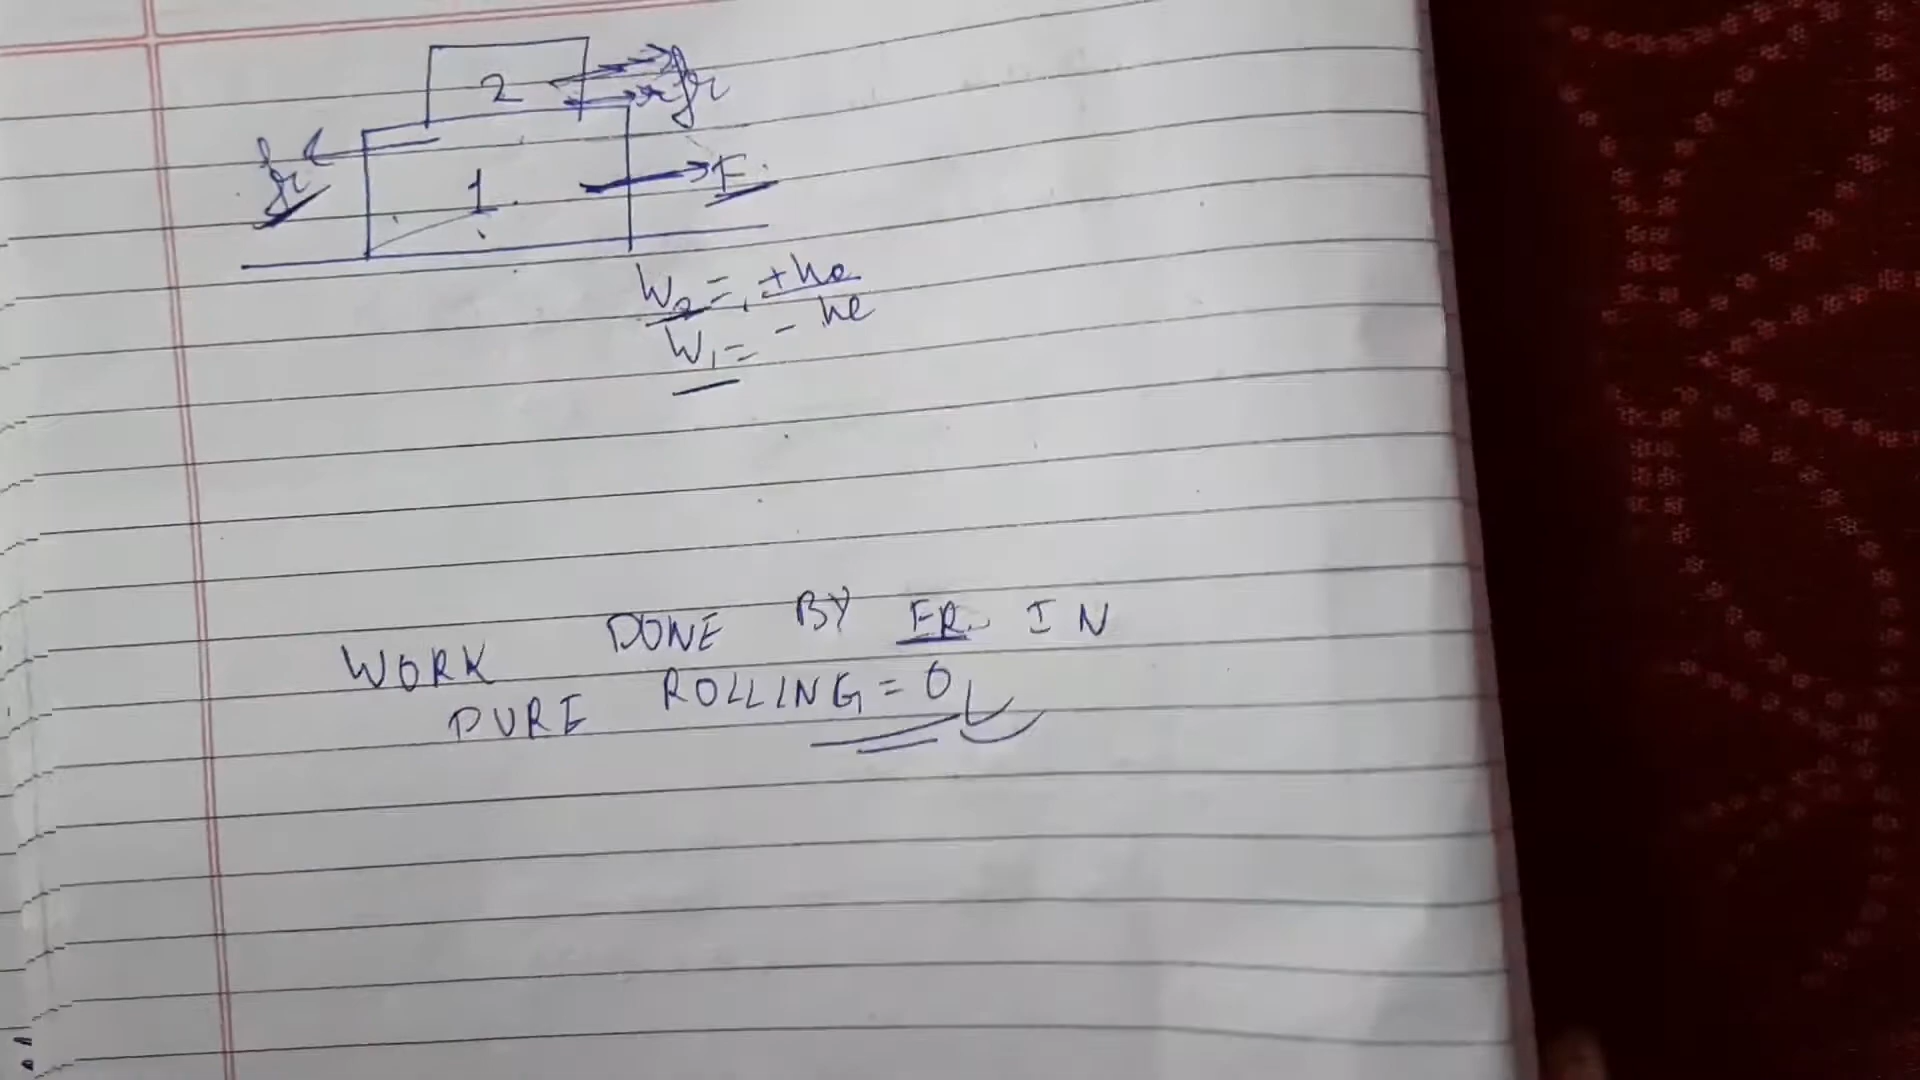 2 fr
fr 1 F
W₂ = +ve
W₁ = -ve
WORK DONE BY FR. IN
PURE ROLLING = 0